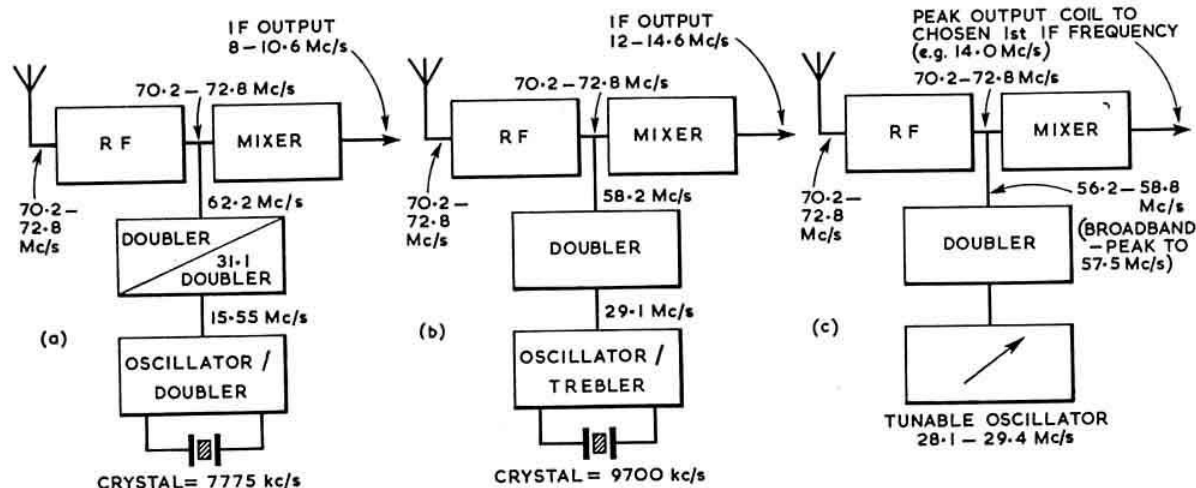 IF OUTPUT
8–10·6 Mc/s
70·2–72·8 Mc/s
RF
MIXER
70·2–
72·8
Mc/s
62·2 Mc/s
DOUBLER
31·1
DOUBLER
15·55 Mc/s
(a)
OSCILLATOR/
DOUBLER
CRYSTAL= 7775 kc/s
IF OUTPUT
12–14·6 Mc/s
70·2–72·8 Mc/s
RF
MIXER
70·2–
72·8
Mc/s
58·2 Mc/s
DOUBLER
29·1 Mc/s
(b)
OSCILLATOR /
TREBLER
CRYSTAL= 9700 kc/s
PEAK OUTPUT COIL TO
CHOSEN 1st IF FREQUENCY
(e.g. 14·0 Mc/s)
70·2–72·8 Mc/s
RF
MIXER
70·2–
72·8
Mc/s
56·2–58·8
Mc/s
(BROADBAND
–PEAK TO
57·5 Mc/s)
DOUBLER
(c)
TUNABLE OSCILLATOR
28·1–29·4 Mc/s